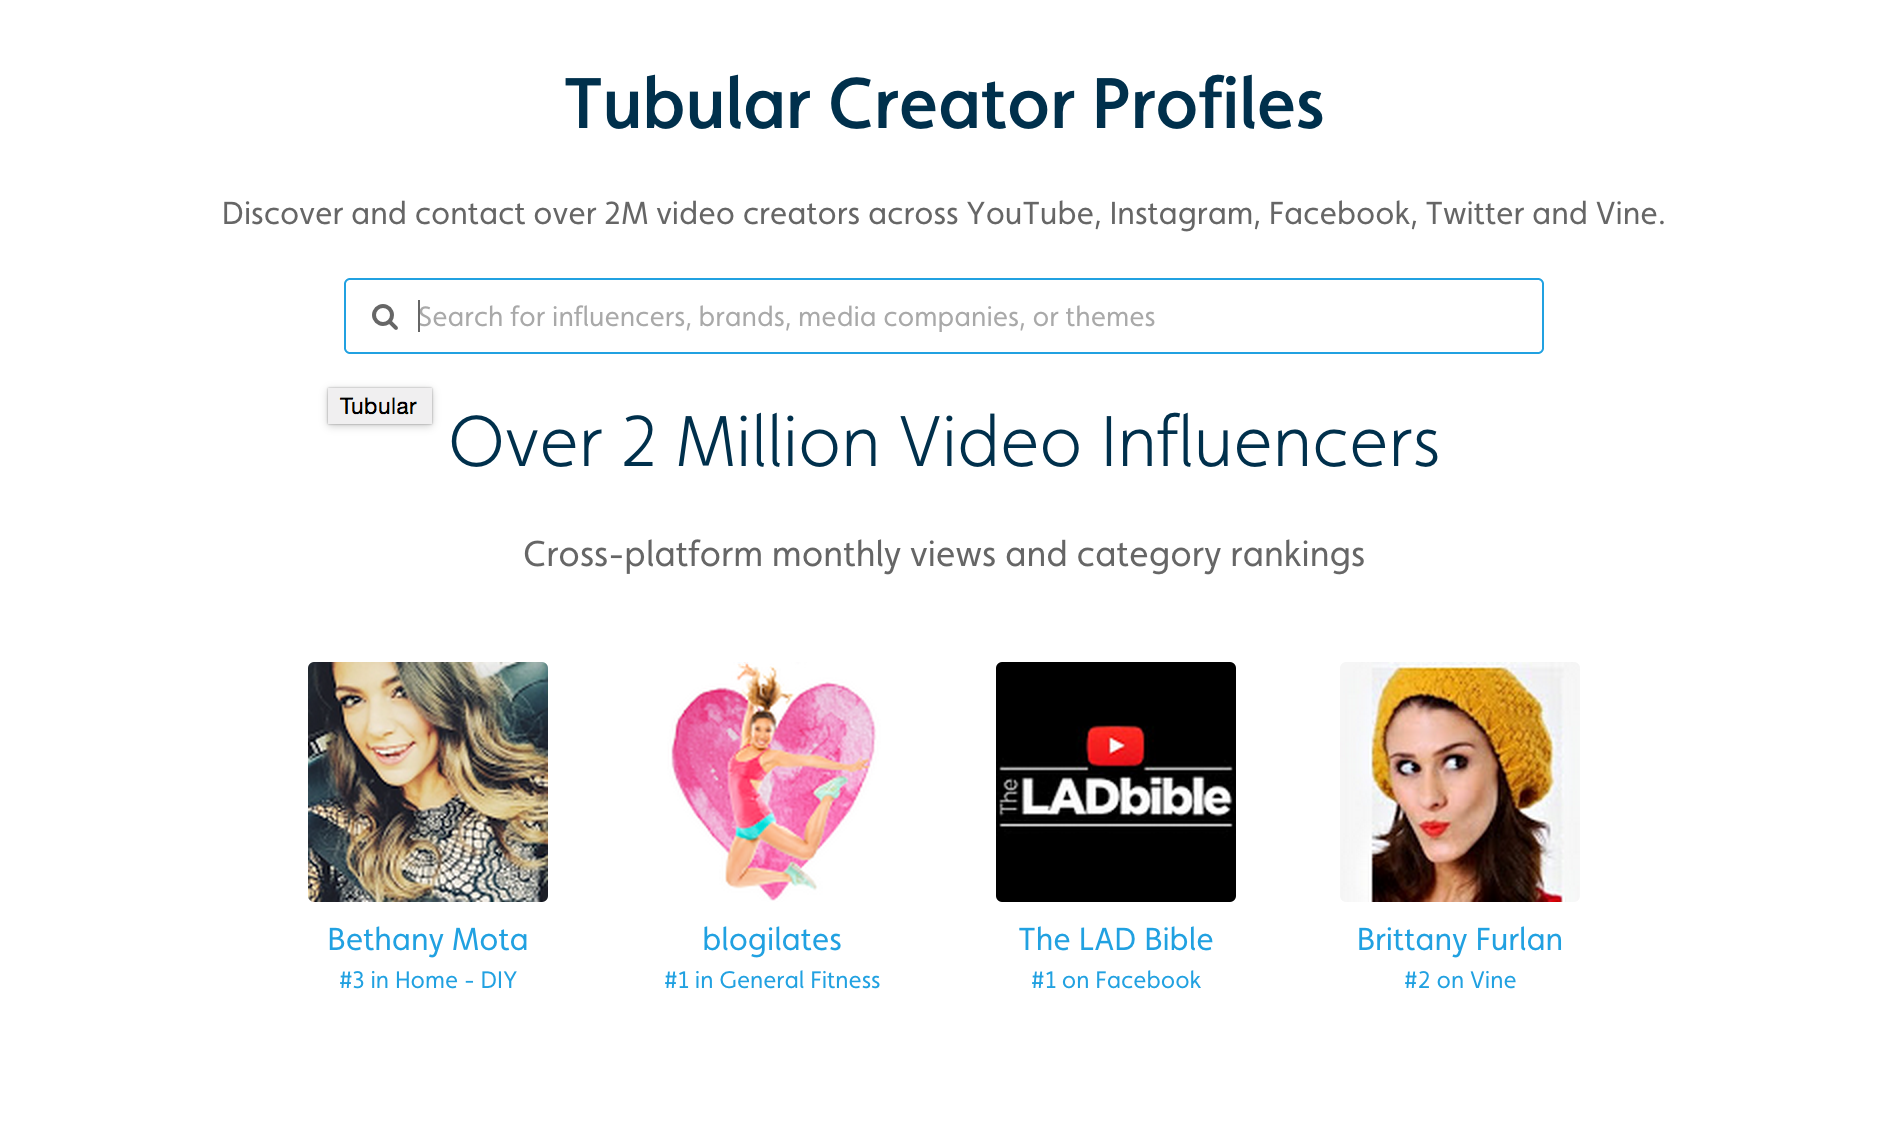 Tubular Creator Profiles
Discover and contact over 2M video creators across YouTube, Instagram, Facebook, Twitter and Vine.
Search for influencers, brands, media companies, or themes
Tubular
Over 2 Million Video Influencers
Cross-platform monthly views and category rankings
The LADbible
Bethany Mota
#3 in Home - DIY
blogilates
#1 in General Fitness
The LAD Bible
#1 on Facebook
Brittany Furlan
#2 on Vine